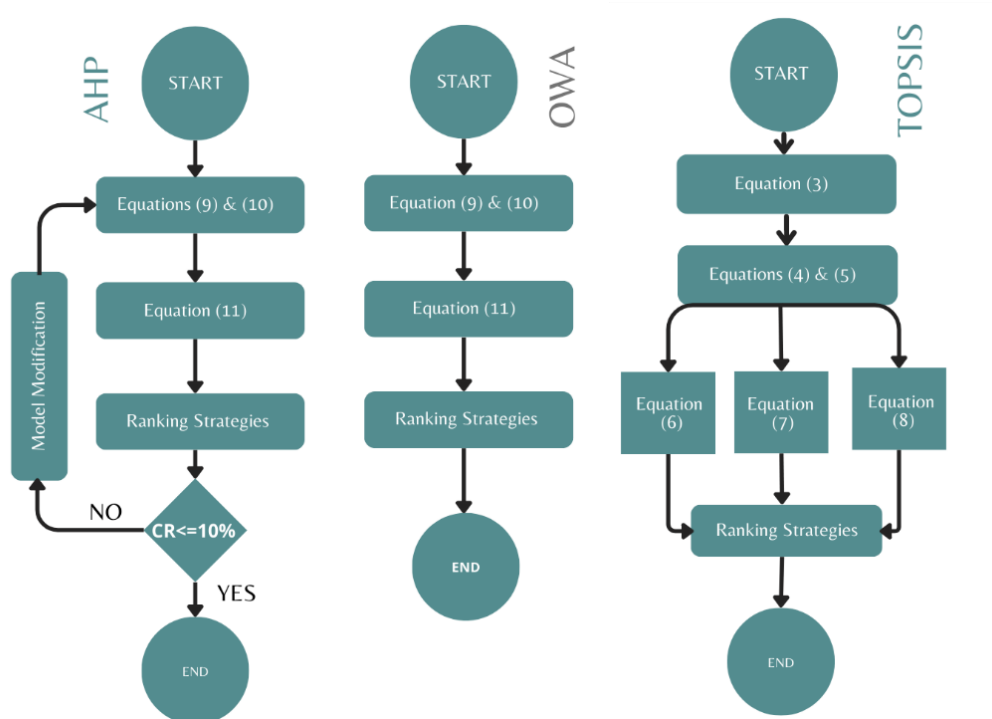 AHP
START
Equations (9) & (10)
Equation (11)
Ranking Strategies
CR<=10%
NO
Model Modification
YES
END
OWA
START
Equation (9) & (10)
Equation (11)
Ranking Strategies
END
TOPSIS
START
Equation (3)
Equations (4) & (5)
Equation
(6)
Equation
(7)
Equation
(8)
Ranking Strategies
END